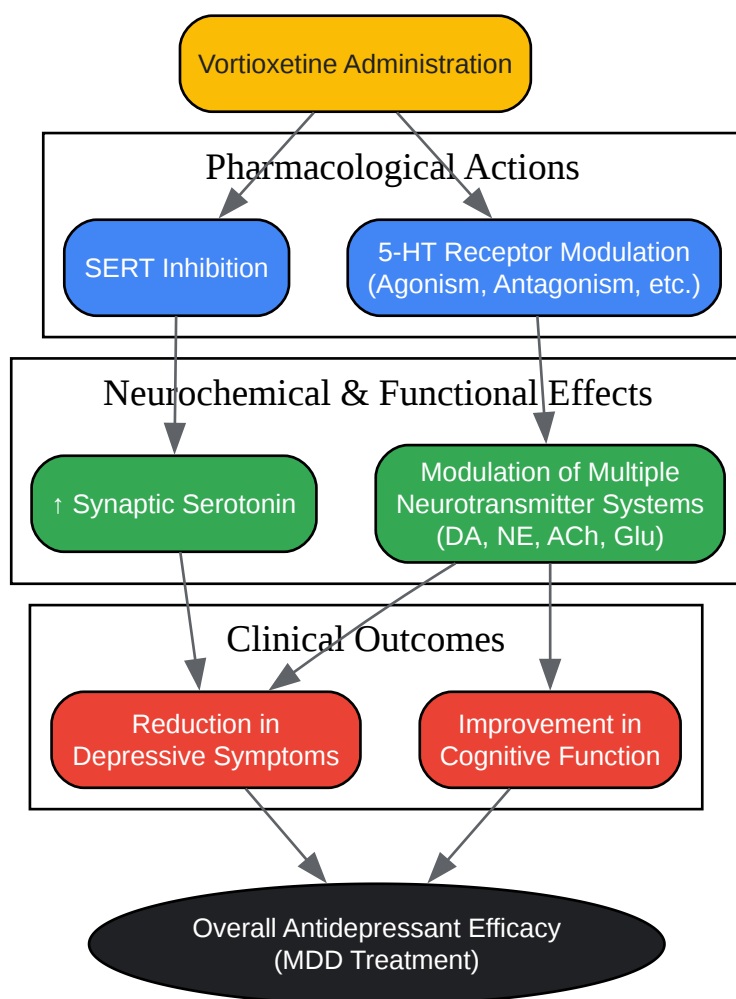 Vortioxetine Administration
Pharmacological Actions
SERT Inhibition
5-HT Receptor Modulation
(Agonism, Antagonism, etc.)
Neurochemical & Functional Effects
↑ Synaptic Serotonin
Modulation of Multiple
Neurotransmitter Systems
(DA, NE, ACh, Glu)
Clinical Outcomes
Reduction in
Depressive Symptoms
Improvement in
Cognitive Function
Overall Antidepressant Efficacy
(MDD Treatment)